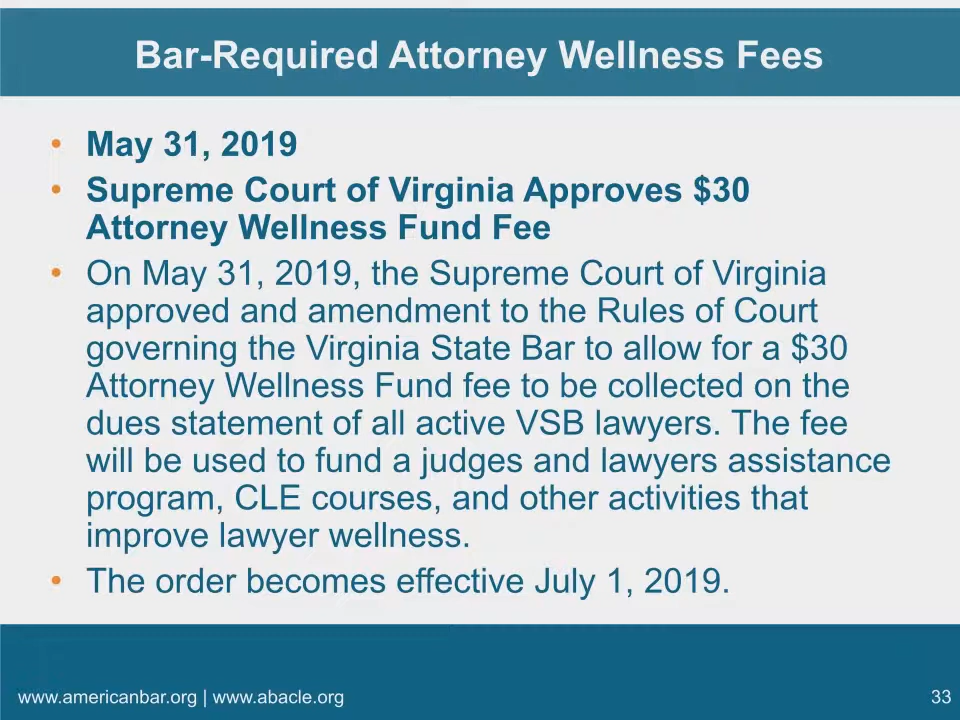 Bar-Required Attorney Wellness Fees
• May 31, 2019
• Supreme Court of Virginia Approves $30
Attorney Wellness Fund Fee
• On May 31, 2019, the Supreme Court of Virginia
approved and amendment to the Rules of Court
governing the Virginia State Bar to allow for a $30
Attorney Wellness Fund fee to be collected on the
dues statement of all active VSB lawyers. The fee
will be used to fund a judges and lawyers assistance
program, CLE courses, and other activities that
improve lawyer wellness.
• The order becomes effective July 1, 2019.
www.americanbar.org | www.abacle.org
33